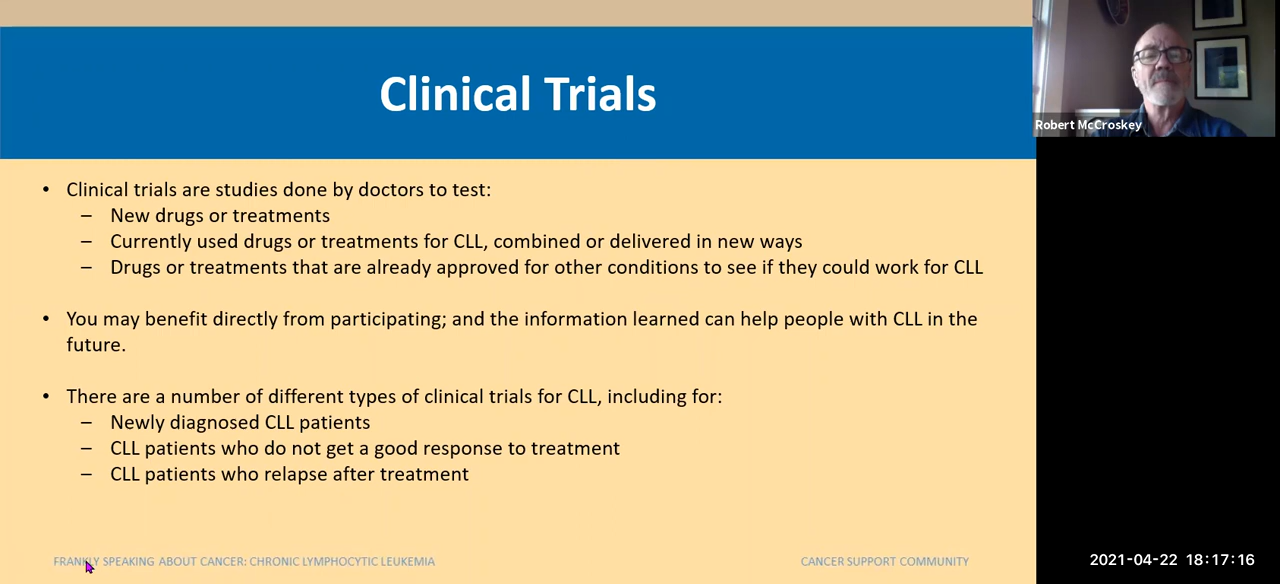 Clinical Trials
Robert McCroskey
• Clinical trials are studies done by doctors to test:
– New drugs or treatments
– Currently used drugs or treatments for CLL, combined or delivered in new ways
– Drugs or treatments that are already approved for other conditions to see if they could work for CLL
• You may benefit directly from participating; and the information learned can help people with CLL in the
future.
• There are a number of different types of clinical trials for CLL, including for:
– Newly diagnosed CLL patients
– CLL patients who do not get a good response to treatment
– CLL patients who relapse after treatment
FRANKLY SPEAKING ABOUT CANCER: CHRONIC LYMPHOCYTIC LEUKEMIA
CANCER SUPPORT COMMUNITY
2021-04-22 18:17:16